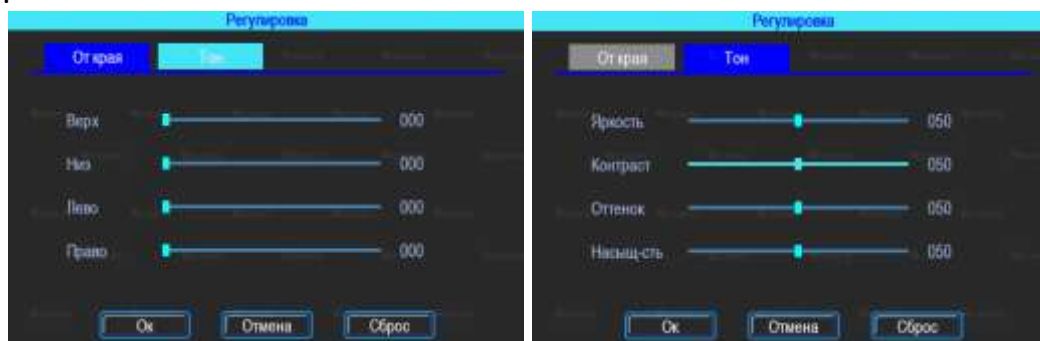 Регулировка
От края
Тон
Верх 000
Низ 000
Лево 000
Право 000
Ок Отмена Сброс
Регулировка
От края Тон
Яркость 050
Контраст 050
Оттенок 050
Насыщ-сть 050
Ок Отмена Сброс